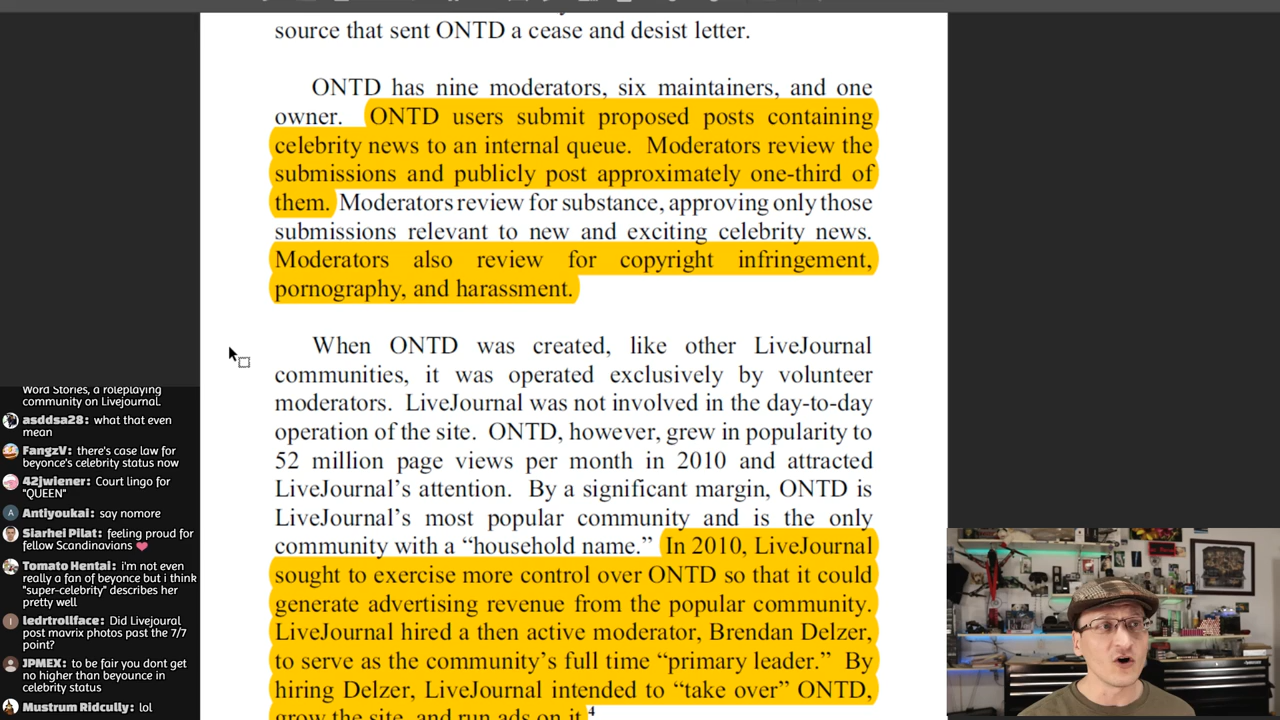 source that sent ONTD a cease and desist letter.
ONTD has nine moderators, six maintainers, and one
owner. ONTD users submit proposed posts containing
celebrity news to an internal queue. Moderators review the
submissions and publicly post approximately one-third of
them. Moderators review for substance, approving only those
submissions relevant to new and exciting celebrity news.
Moderators also review for copyright infringement,
pornography, and harassment.
When ONTD was created, like other LiveJournal
communities, it was operated exclusively by volunteer
moderators. LiveJournal was not involved in the day-to-day
operation of the site. ONTD, however, grew in popularity to
52 million page views per month in 2010 and attracted
LiveJournal’s attention. By a significant margin, ONTD is
LiveJournal’s most popular community and is the only
community with a “household name.” In 2010, LiveJournal
sought to exercise more control over ONTD so that it could
generate advertising revenue from the popular community.
LiveJournal hired a then active moderator, Brendan Delzer,
to serve as the community’s full time “primary leader.” By
hiring Delzer, LiveJournal intended to “take over” ONTD,
grow the site, and run ads on it.4
Word Stories, a roleplaying
community on Livejournal.
asddsa28: what that even
mean
FangzV: there's case law for
beyonce's celebrity status now
42jwiener: Court lingo for
"QUEEN"
A
Antiyoukai: say nomore
Siarhei Pilat: feeling proud for
fellow Scandinavians ❤
Tomato Hentai: i'm not even
really a fan of beyonce but i think
"super-celebrity" describes her
pretty well
ledrtrollface: Did Livejoural
post mavrix photos past the 7/7
point?
JPMEX: to be fair you dont get
no higher than beyounce in
celebrity status
Mustrum Ridcully: lol